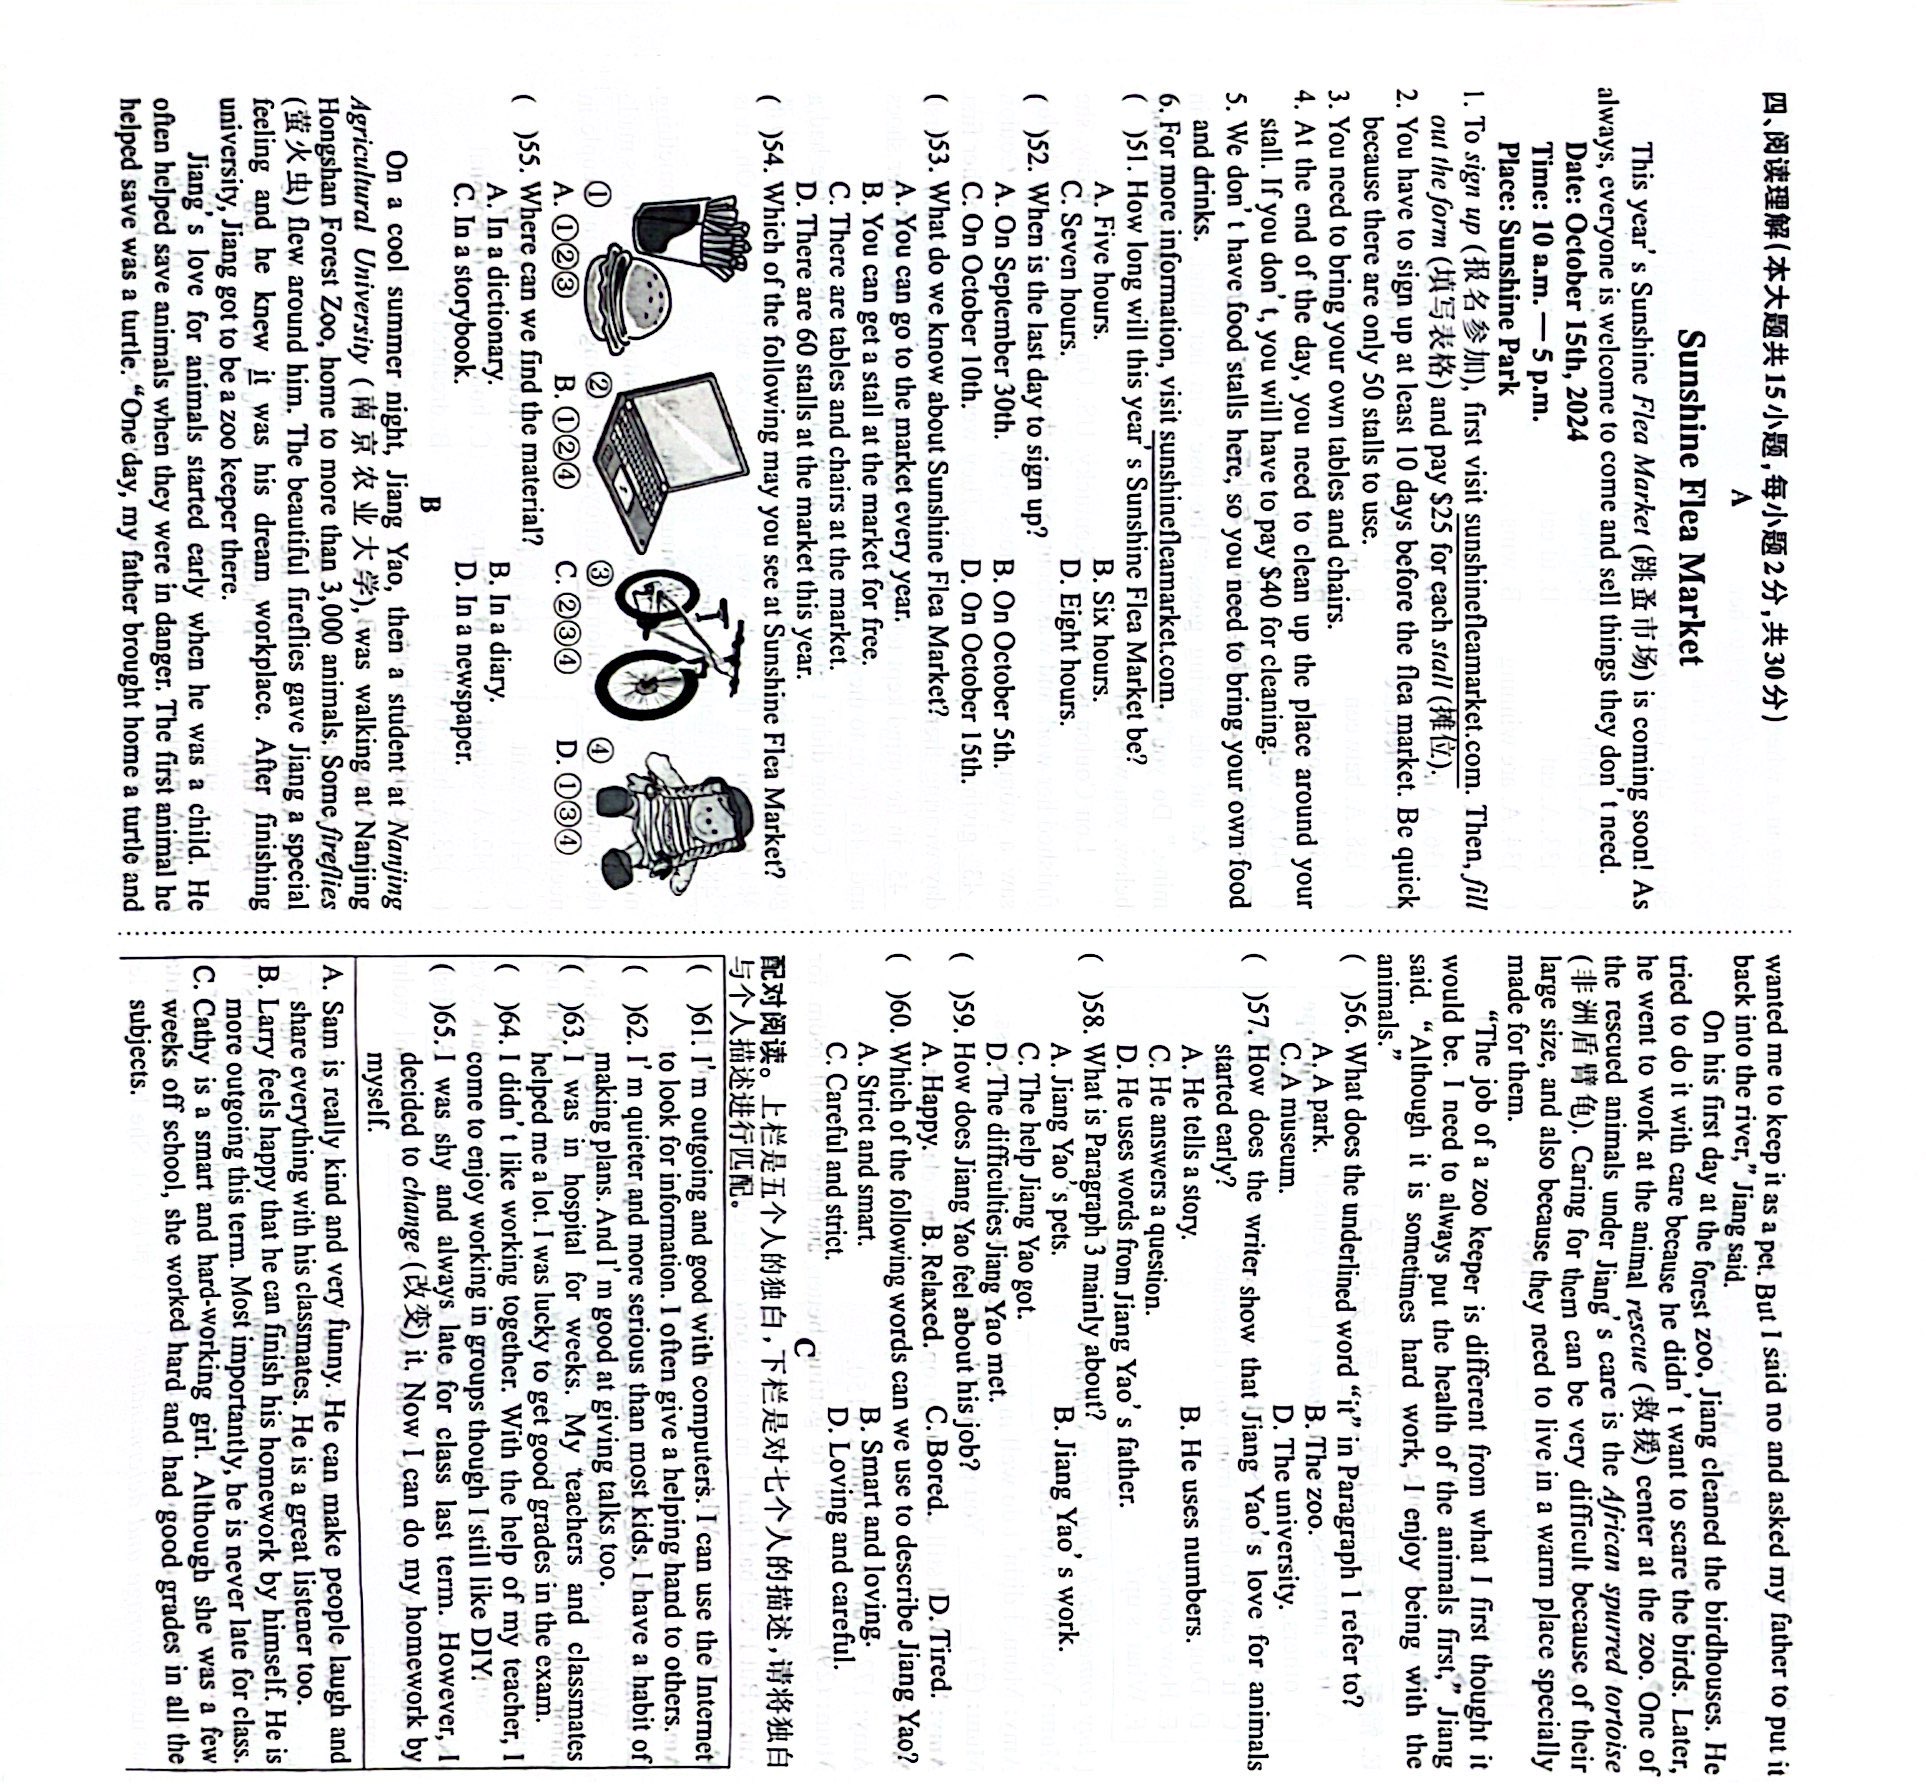 四、阅读理解(本大题共15小题,每小题2分,共30分)
A
Sunshine Flea Market
This year's Sunshine Flea Market (跳蚤市场) is coming soon! As
always, everyone is welcome to come and sell things they don't need.
Date: October 15th, 2024
Time: 10 a.m. — 5 p.m.
Place: Sunshine Park
1. To sign up (报名参加), first visit sunshinefleamarket.com. Then, fill
out the form (填写表格) and pay $25 for each stall (摊位).
2. You have to sign up at least 10 days before the flea market. Be quick
because there are only 50 stalls to use.
3. You need to bring your own tables and chairs.
4. At the end of the day, you need to clean up the place around your
stall. If you don't, you will have to pay $40 for cleaning.
5. We don't have food stalls here, so you need to bring your own food
and drinks.
6. For more information, visit sunshinefleamarket.com.
( )51. How long will this year's Sunshine Flea Market be?
A. Five hours. B. Six hours.
C. Seven hours. D. Eight hours.
( )52. When is the last day to sign up?
A. On September 30th. B. On October 5th.
C. On October 10th. D. On October 15th.
( )53. What do we know about Sunshine Flea Market?
A. You can go to the market every year.
B. You can get a stall at the market for free.
C. There are tables and chairs at the market.
D. There are 60 stalls at the market this year.
( )54. Which of the following may you see at Sunshine Flea Market?
① ② ③ ④
A. ①②③ B. ①②④ C. ②③④ D. ①③④
( )55. Where can we find the material?
A. In a dictionary. B. In a diary.
C. In a storybook. D. In a newspaper.
B
On a cool summer night, Jiang Yao, then a student at Nanjing
Agricultural University (南京农业大学), was walking at Nanjing
Hongshan Forest Zoo, home to more than 3,000 animals. Some fireflies
(萤火虫) flew around him. The beautiful fireflies gave Jiang a special
feeling and he knew it was his dream workplace. After finishing
university, Jiang got to be a zoo keeper there.
Jiang's love for animals started early when he was a child. He
often helped save animals when they were in danger. The first animal he
helped save was a turtle. "One day, my father brought home a turtle and
wanted me to keep it as a pet. But I said no and asked my father to put it
back into the river," Jiang said.
On his first day at the forest zoo, Jiang cleaned the birdhouses. He
tried to do it with care because he didn't want to scare the birds. Later,
he went to work at the animal rescue (救援) center at the zoo. One of
the rescued animals under Jiang's care is the African spurred tortoise
(非洲盾臂龟). Caring for them can be very difficult because of their
large size, and also because they need to live in a warm place specially
made for them.
"The job of a zoo keeper is different from what I first thought it
would be. I need to always put the health of the animals first," Jiang
said. "Although it is sometimes hard work, I enjoy being with the
animals."
( )56. What does the underlined word "it" in Paragraph 1 refer to?
A. A park. B. The zoo.
C. A museum. D. The university.
( )57. How does the writer show that Jiang Yao's love for animals
started early?
A. He tells a story. B. He uses numbers.
C. He answers a question.
D. He uses words from Jiang Yao's father.
( )58. What is Paragraph 3 mainly about?
A. Jiang Yao's pets. B. Jiang Yao's work.
C. The help Jiang Yao got.
D. The difficulties Jiang Yao met.
( )59. How does Jiang Yao feel about his job?
A. Happy. B. Relaxed. C. Bored. D. Tired.
( )60. Which of the following words can we use to describe Jiang Yao?
A. Strict and smart. B. Smart and loving.
C. Careful and strict. D. Loving and careful.
C
配对阅读。上栏是五个人的独白,下栏是对七个人的描述,请将独白
与个人描述进行匹配。
( )61. I'm outgoing and good with computers. I can use the Internet
to look for information. I often give a helping hand to others.
( )62. I'm quieter and more serious than most kids. I have a habit of
making plans. And I'm good at giving talks, too.
( )63. I was in hospital for weeks. My teachers and classmates
helped me a lot. I was lucky to get good grades in the exam.
( )64. I didn't like working together. With the help of my teacher, I
come to enjoy working in groups though I still like DIY.
( )65. I was shy and always late for class last term. However, I
decided to change (改变) it. Now I can do my homework by
myself.
A. Sam is really kind and very funny. He can make people laugh and
share everything with his classmates. He is a great listener too.
B. Larry feels happy that he can finish his homework by himself. He is
more outgoing this term. Most importantly, he is never late for class.
C. Cathy is a smart and hard-working girl. Although she was a few
weeks off school, she worked hard and had good grades in all the
subjects.